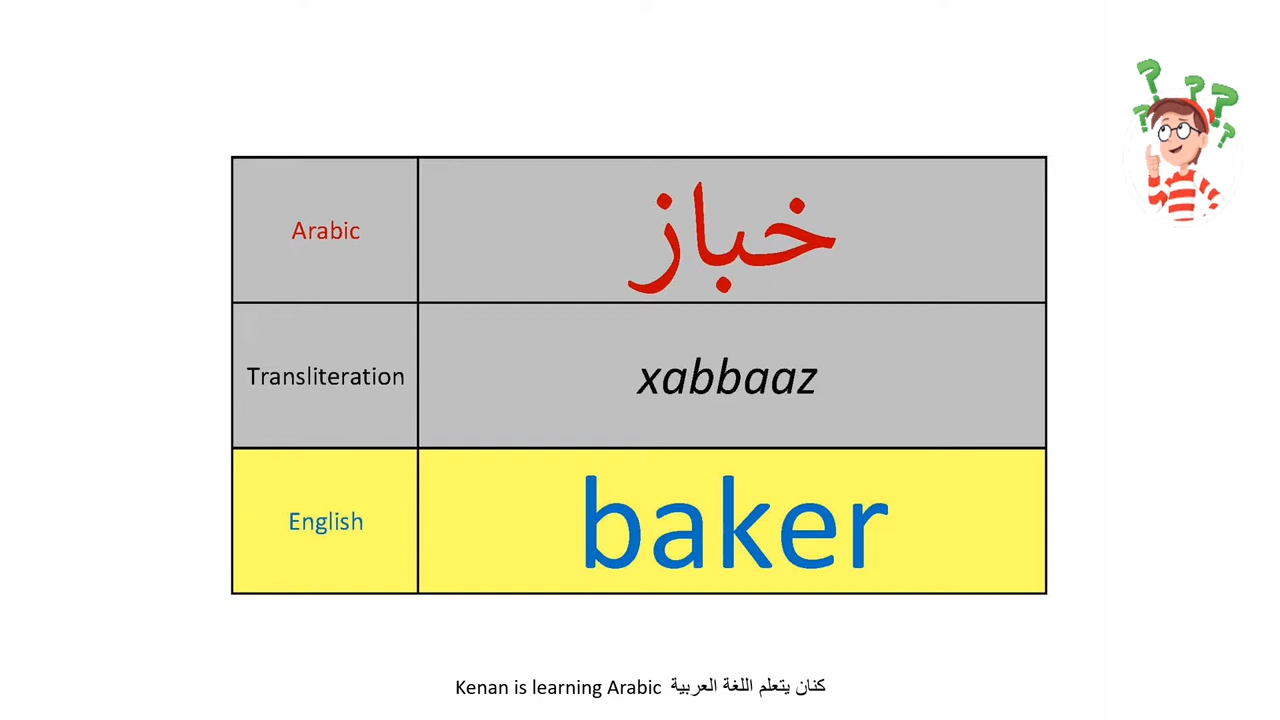 Arabic خباز
Transliteration xabbaaz
English baker
Kenan is learning Arabic كنان يتعلم اللغة العربية